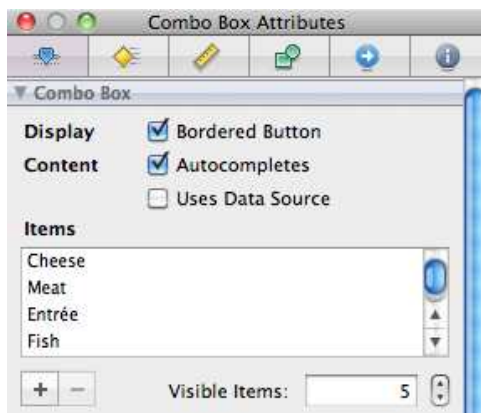 Combo Box Attributes
Combo Box
Display Bordered Button
Content Autocompletes
Uses Data Source
Items
Cheese
Meat
Entrée
Fish
Visible Items: 5